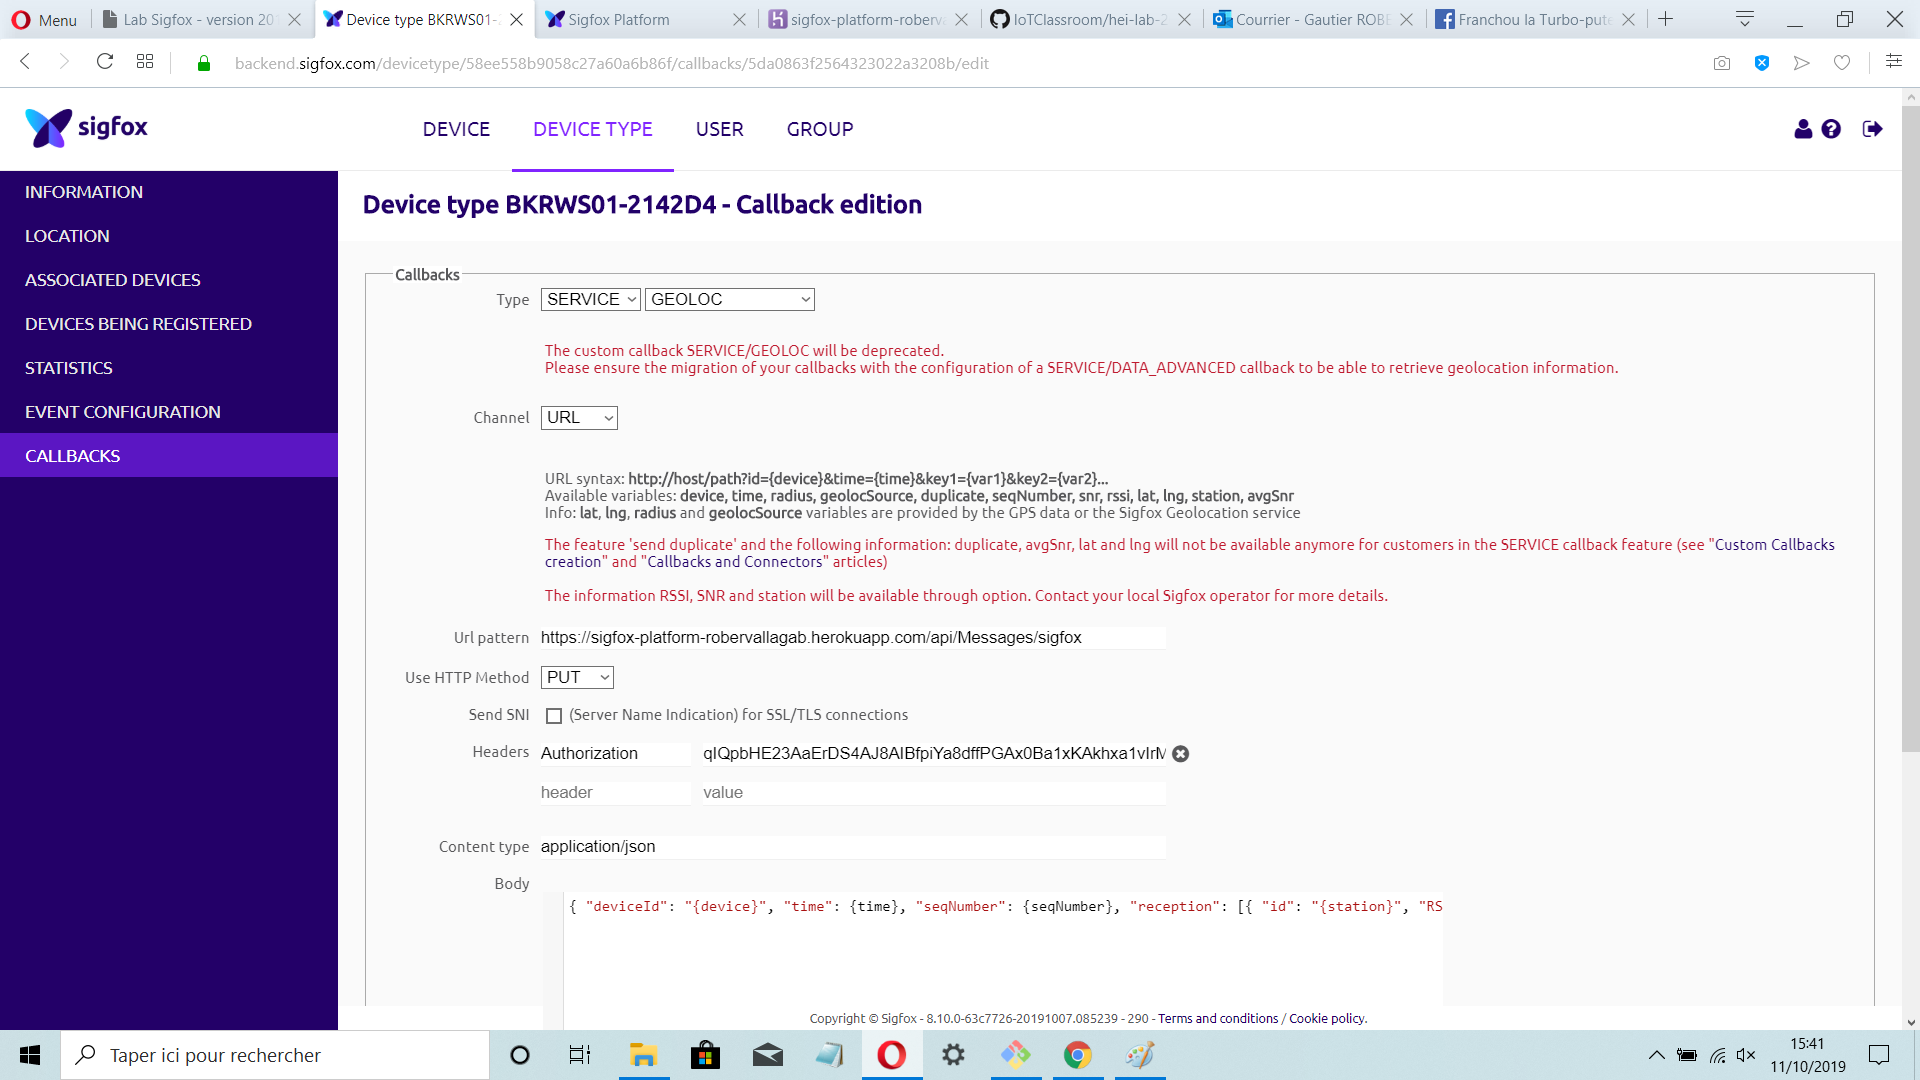 Menu
Lab Sigfox - version 20
Device type BKRWS01-
Sigfox Platform
sigfox-platform-roberva
IoTClassroom/hei-lab-2
Courrier - Gautier ROBE
Franchou la Turbo-pute
backend.sigfox.com/devicetype/58ee558b9058c27a60a6b86f/callbacks/5da0863f2564323022a3208b/edit
sigfox
DEVICE
DEVICE TYPE
USER
GROUP
INFORMATION
LOCATION
ASSOCIATED DEVICES
DEVICES BEING REGISTERED
STATISTICS
EVENT CONFIGURATION
CALLBACKS
Device type BKRWS01-2142D4 - Callback edition
Callbacks
Type SERVICE GEOLOC
The custom callback SERVICE/GEOLOC will be deprecated.
Please ensure the migration of your callbacks with the configuration of a SERVICE/DATA_ADVANCED callback to be able to retrieve geolocation information.
Channel URL
URL syntax: http://host/path?id={device}&time={time}&key1={var1}&key2={var2}...
Available variables: device, time, radius, geolocSource, duplicate, seqNumber, snr, rssi, lat, lng, station, avgSnr
Info: lat, lng, radius and geolocSource variables are provided by the GPS data or the Sigfox Geolocation service
The feature 'send duplicate' and the following information: duplicate, avgSnr, lat and lng will not be available anymore for customers in the SERVICE callback feature (see "Custom Callbacks
creation" and "Callbacks and Connectors" articles)
The information RSSI, SNR and station will be available through option. Contact your local Sigfox operator for more details.
Url pattern https://sigfox-platform-robervallagab.herokuapp.com/api/Messages/sigfox
Use HTTP Method PUT
Send SNI (Server Name Indication) for SSL/TLS connections
Headers Authorization qIQpbHE23AaErDS4AJ8AIBfpiYa8dffPGAx0Ba1xKAkhxa1vIrM
header value
Content type application/json
Body
{ "deviceId": "{device}", "time": {time}, "seqNumber": {seqNumber}, "reception": [{ "id": "{station}", "RS
Copyright © Sigfox - 8.10.0-63c7726-20191007.085239 - 290 - Terms and conditions / Cookie policy.
Taper ici pour rechercher
15:41
11/10/2019